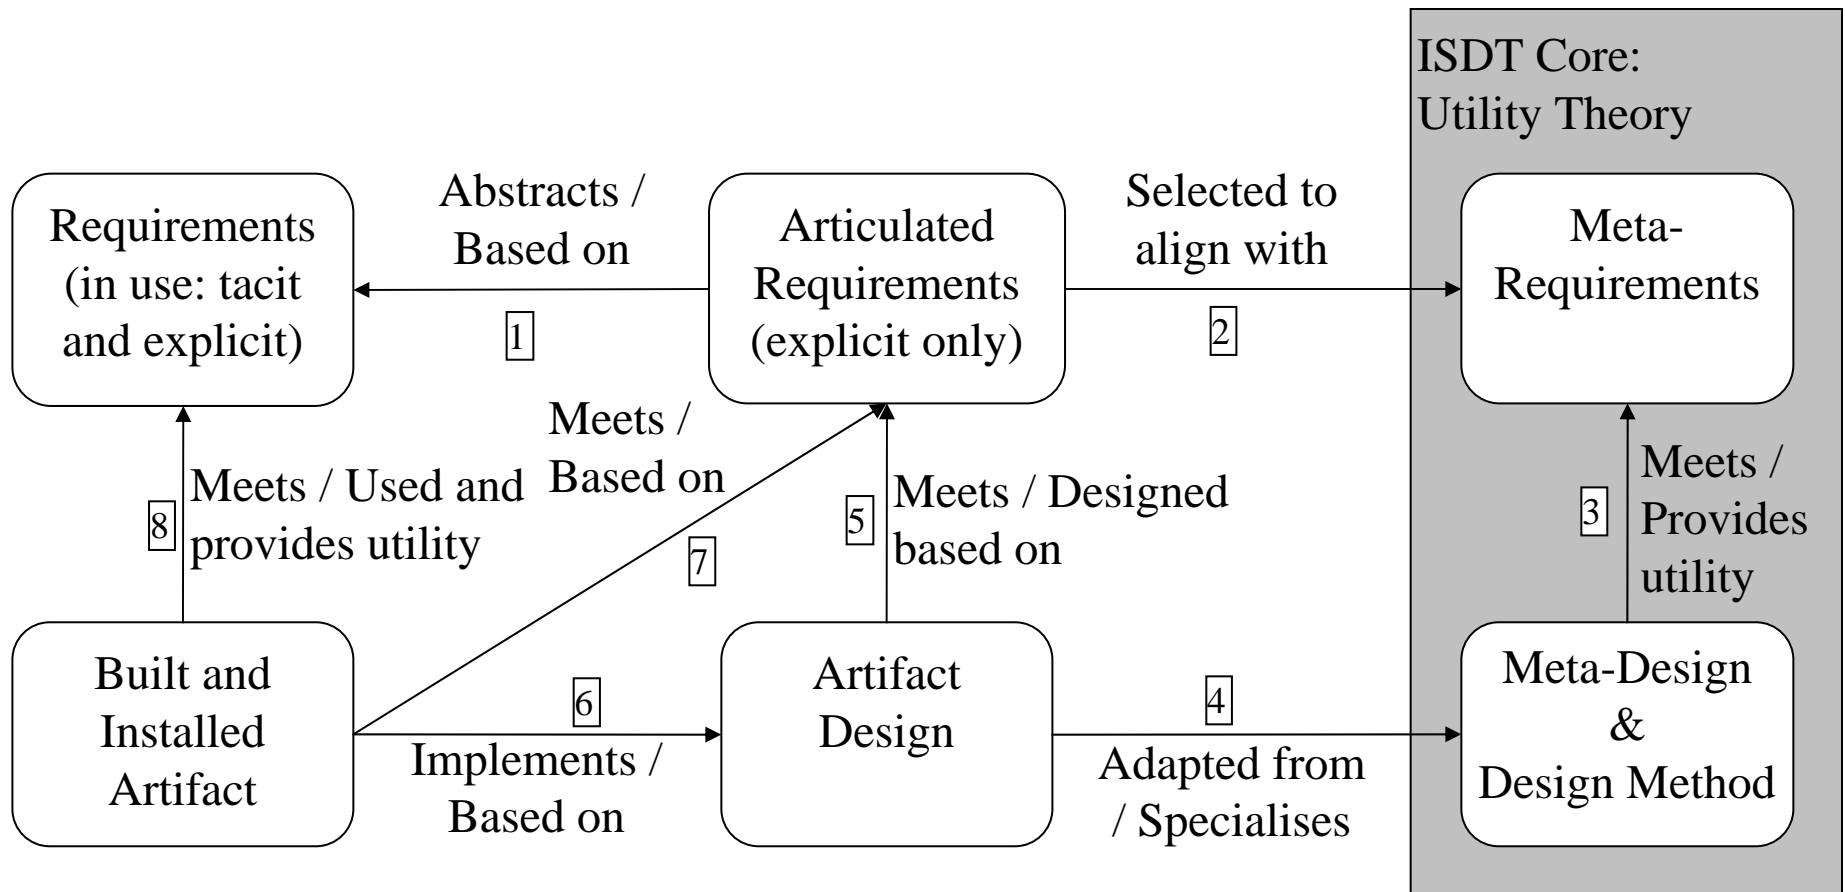 ISDT Core:
Utility Theory
Requirements
(in use: tacit
and explicit)
Abstracts /
Based on
1
Articulated
Requirements
(explicit only)
Selected to
align with
2
Meta-
Requirements
8
Meets / Used and
provides utility
Meets /
Based on
7
5
Meets / Designed
based on
3
Meets /
Provides
utility
Built and
Installed
Artifact
6
Implements /
Based on
Artifact
Design
4
Adapted from
/ Specialises
Meta-Design
&
Design Method